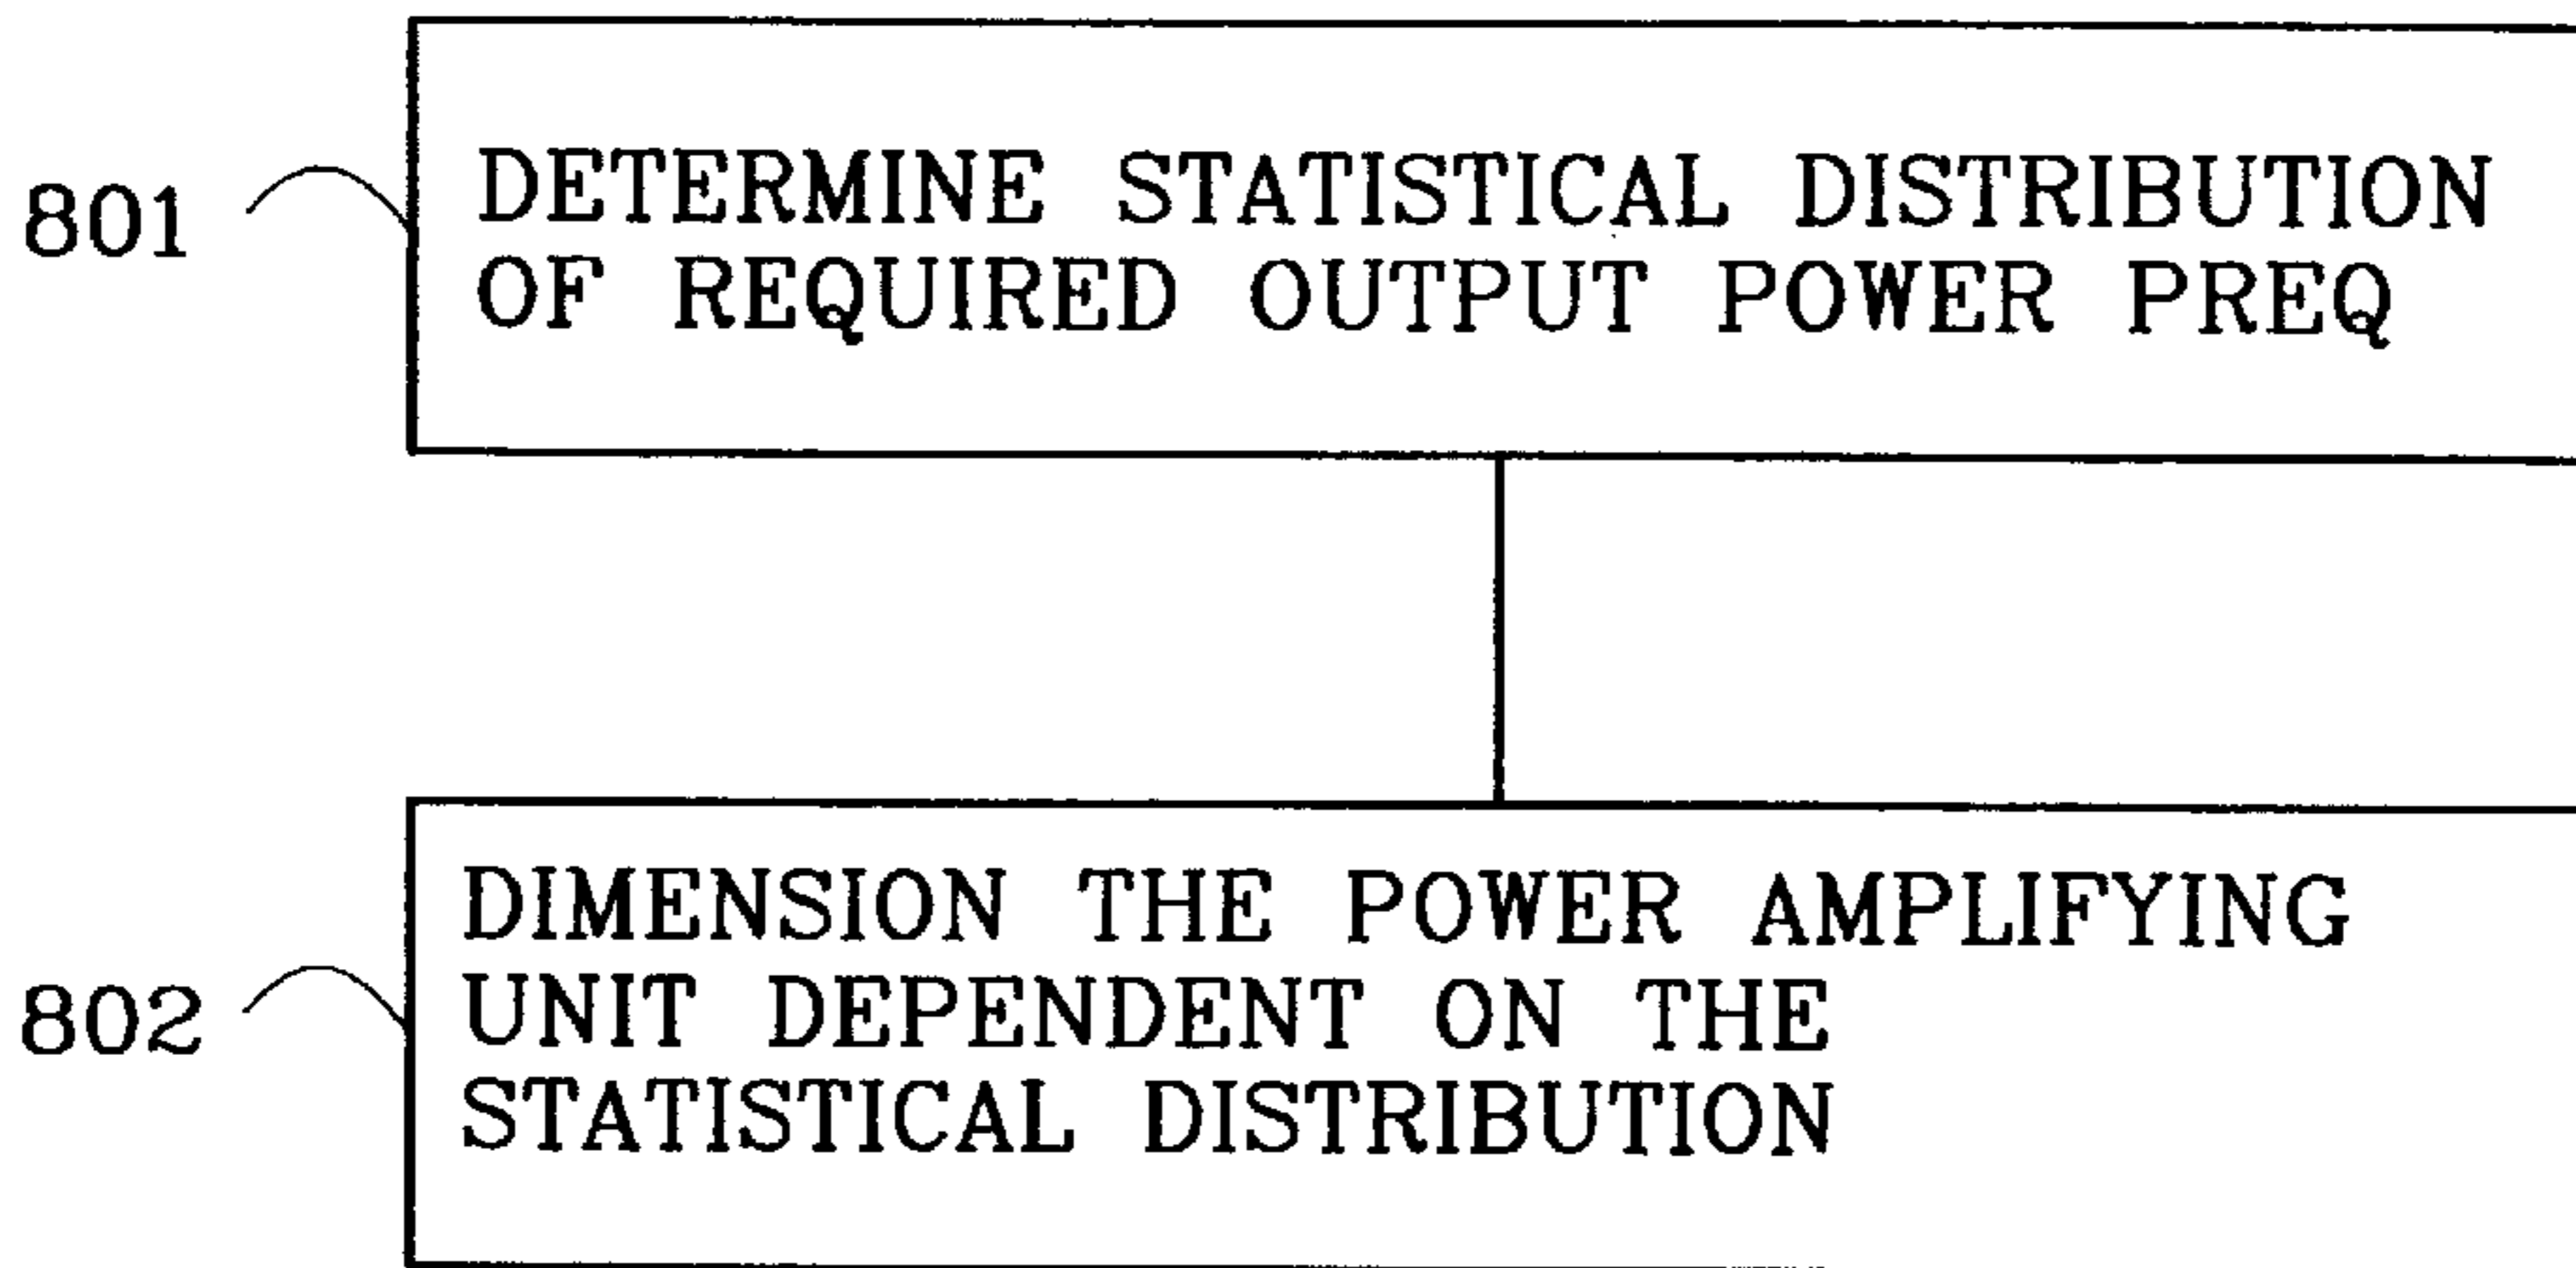 801
DETERMINE STATISTICAL DISTRIBUTION
OF REQUIRED OUTPUT POWER PREQ
802
DIMENSION THE POWER AMPLIFYING
UNIT DEPENDENT ON THE
STATISTICAL DISTRIBUTION